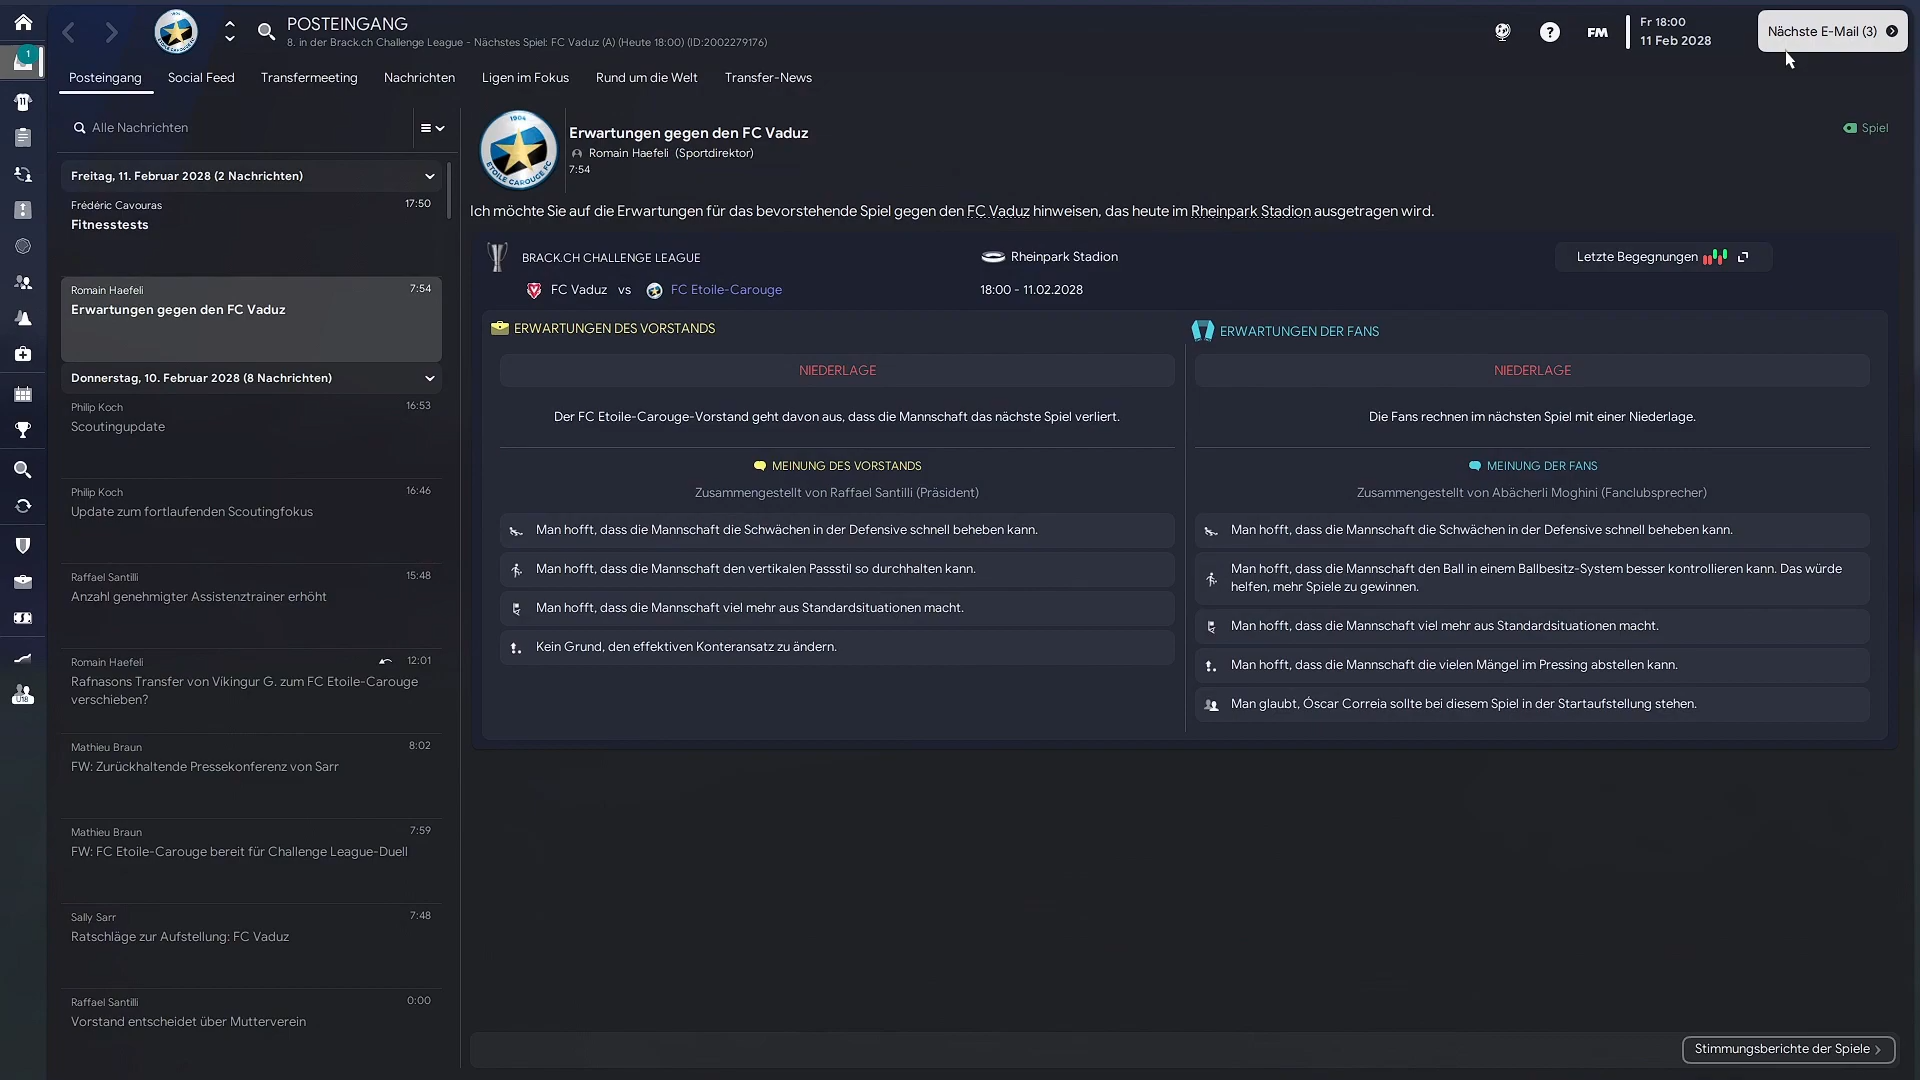 POSTEINGANG
8. in der Brack.ch Challenge League - Nächstes Spiel: FC Vaduz (A) (Heute 18:00) (ID:2002279176)
FM
Fr 18:00
11 Feb 2028
Nächste E-Mail (3)
1
Posteingang
Social Feed
Transfermeeting
Nachrichten
Ligen im Fokus
Rund um die Welt
Transfer-News
Alle Nachrichten
Freitag, 11. Februar 2028 (2 Nachrichten)
Frédéric Cavouras
17:50
Fitnesstests
Romain Haefeli
7:54
Erwartungen gegen den FC Vaduz
Donnerstag, 10. Februar 2028 (8 Nachrichten)
Philip Koch
16:53
Scoutingupdate
Philip Koch
16:46
Update zum fortlaufenden Scoutingfokus
Raffael Santilli
15:48
Anzahl genehmigter Assistenztrainer erhöht
Romain Haefeli
12:01
Rafnasons Transfer von Víkingur G. zum FC Etoile-Carouge
verschieben?
Mathieu Braun
8:02
FW: Zurückhaltende Pressekonferenz von Sarr
Mathieu Braun
7:59
FW: FC Etoile-Carouge bereit für Challenge League-Duell
Sally Sarr
7:48
Ratschläge zur Aufstellung: FC Vaduz
Raffael Santilli
0:00
Vorstand entscheidet über Mutterverein
1904
ETOILE CAROUGE FC
Erwartungen gegen den FC Vaduz
Romain Haefeli (Sportdirektor)
7:54
Spiel
Ich möchte Sie auf die Erwartungen für das bevorstehende Spiel gegen den FC Vaduz hinweisen, das heute im Rheinpark Stadion ausgetragen wird.
BRACK.CH CHALLENGE LEAGUE
Rheinpark Stadion
Letzte Begegnungen
FC Vaduz vs FC Etoile-Carouge
18:00 - 11.02.2028
ERWARTUNGEN DES VORSTANDS
NIEDERLAGE
Der FC Etoile-Carouge-Vorstand geht davon aus, dass die Mannschaft das nächste Spiel verliert.
MEINUNG DES VORSTANDS
Zusammengestellt von Raffael Santilli (Präsident)
Man hofft, dass die Mannschaft die Schwächen in der Defensive schnell beheben kann.
Man hofft, dass die Mannschaft den vertikalen Passstil so durchhalten kann.
Man hofft, dass die Mannschaft viel mehr aus Standardsituationen macht.
Kein Grund, den effektiven Konteransatz zu ändern.
ERWARTUNGEN DER FANS
NIEDERLAGE
Die Fans rechnen im nächsten Spiel mit einer Niederlage.
MEINUNG DER FANS
Zusammengestellt von Abächerli Moghini (Fanclubsprecher)
Man hofft, dass die Mannschaft die Schwächen in der Defensive schnell beheben kann.
Man hofft, dass die Mannschaft den Ball in einem Ballbesitz-System besser kontrollieren kann. Das würde
helfen, mehr Spiele zu gewinnen.
Man hofft, dass die Mannschaft viel mehr aus Standardsituationen macht.
Man hofft, dass die Mannschaft die vielen Mängel im Pressing abstellen kann.
Man glaubt, Óscar Correia sollte bei diesem Spiel in der Startaufstellung stehen.
Stimmungsberichte der Spiele